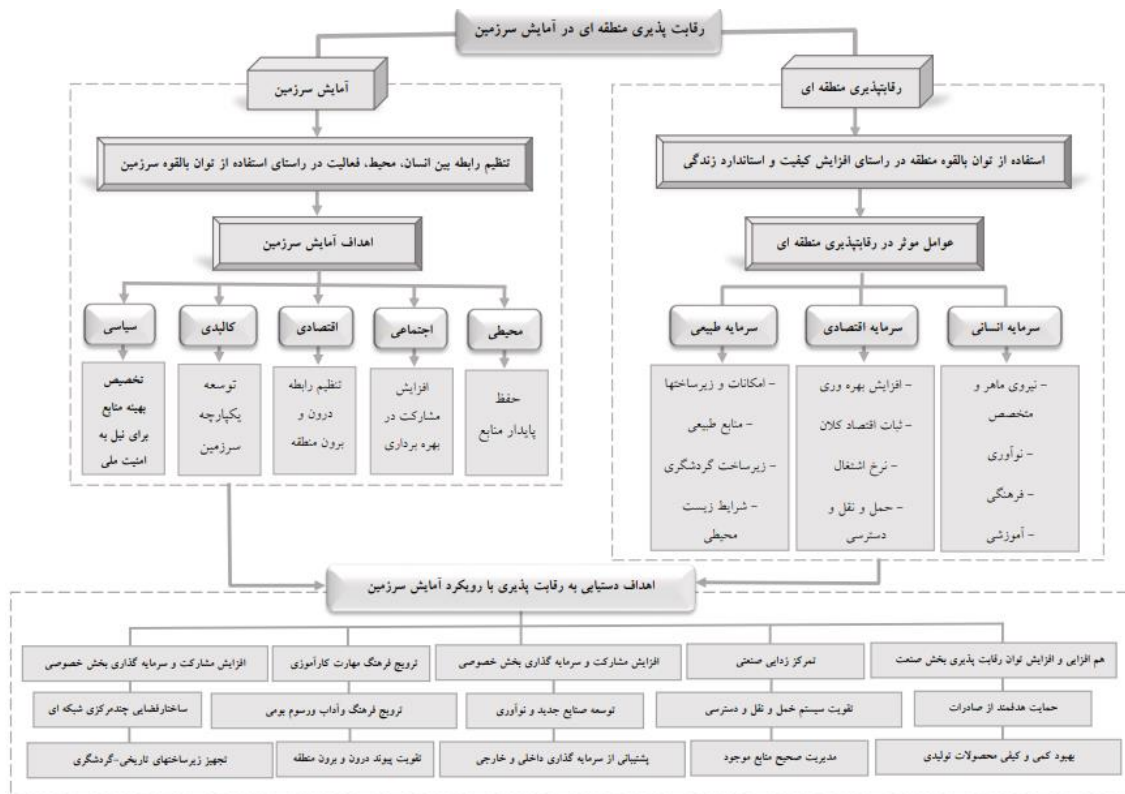 رقابت پذیری منطقه ای در آمایش سرزمین
رقابتپذیری منطقه ای
استفاده از توان بالقوه منطقه در راستای افزایش کیفیت و استاندارد زندگی
عوامل موثر در رقابتپذیری منطقه ای
سرمایه انسانی
- نیروی ماهر و
متخصص
- نوآوری
- فرهنگی
- آموزشی
سرمایه اقتصادی
- افزایش بهره وری
- ثبات اقتصاد کلان
- نرخ اشتغال
- حمل و نقل و
دسترسی
سرمایه طبیعی
- امکانات و زیرساختها
- منابع طبیعی
- زیرساخت گردشگری
- شرایط زیست
محیطی
آمایش سرزمین
تنظیم رابطه بین انسان، محیط، فعالیت در راستای استفاده از توان بالقوه سرزمین
اهداف آمایش سرزمین
محیطی
حفظ
پایدار منابع
اجتماعی
افزایش
مشارکت در
بهره برداری
اقتصادی
تنظیم رابطه
درون و
برون منطقه
کالبدی
توسعه
یکپارچه
سرزمین
سیاسی
تخصیص
بهینه منابع
برای نیل به
امنیت ملی
اهداف دستیابی به رقابت پذیری با رویکرد آمایش سرزمین
هم افزایی و افزایش توان رقابت پذیری بخش صنعت
حمایت هدفمند از صادرات
بهبود کمی و کیفی محصولات تولیدی
تمرکز زدایی صنعتی
تقویت سیستم خمل و نقل و دسترسی
مدیریت صحیح منابع موجود
افزایش مشارکت و سرمایه گذاری بخش خصوصی
توسعه صنایع جدید و نوآوری
پشتیبانی از سرمایه گذاری داخلی و خارجی
ترویج فرهنگ مهارت کارآموزی
ترویج فرهنگ وآداب ورسوم بومی
تقویت پیوند درون و برون منطقه
افزایش مشارکت و سرمایه گذاری بخش خصوصی
ساختارفضایی چندمرکزی شبکه ای
تجهیز زیرساختهای تاریخی-گردشگری